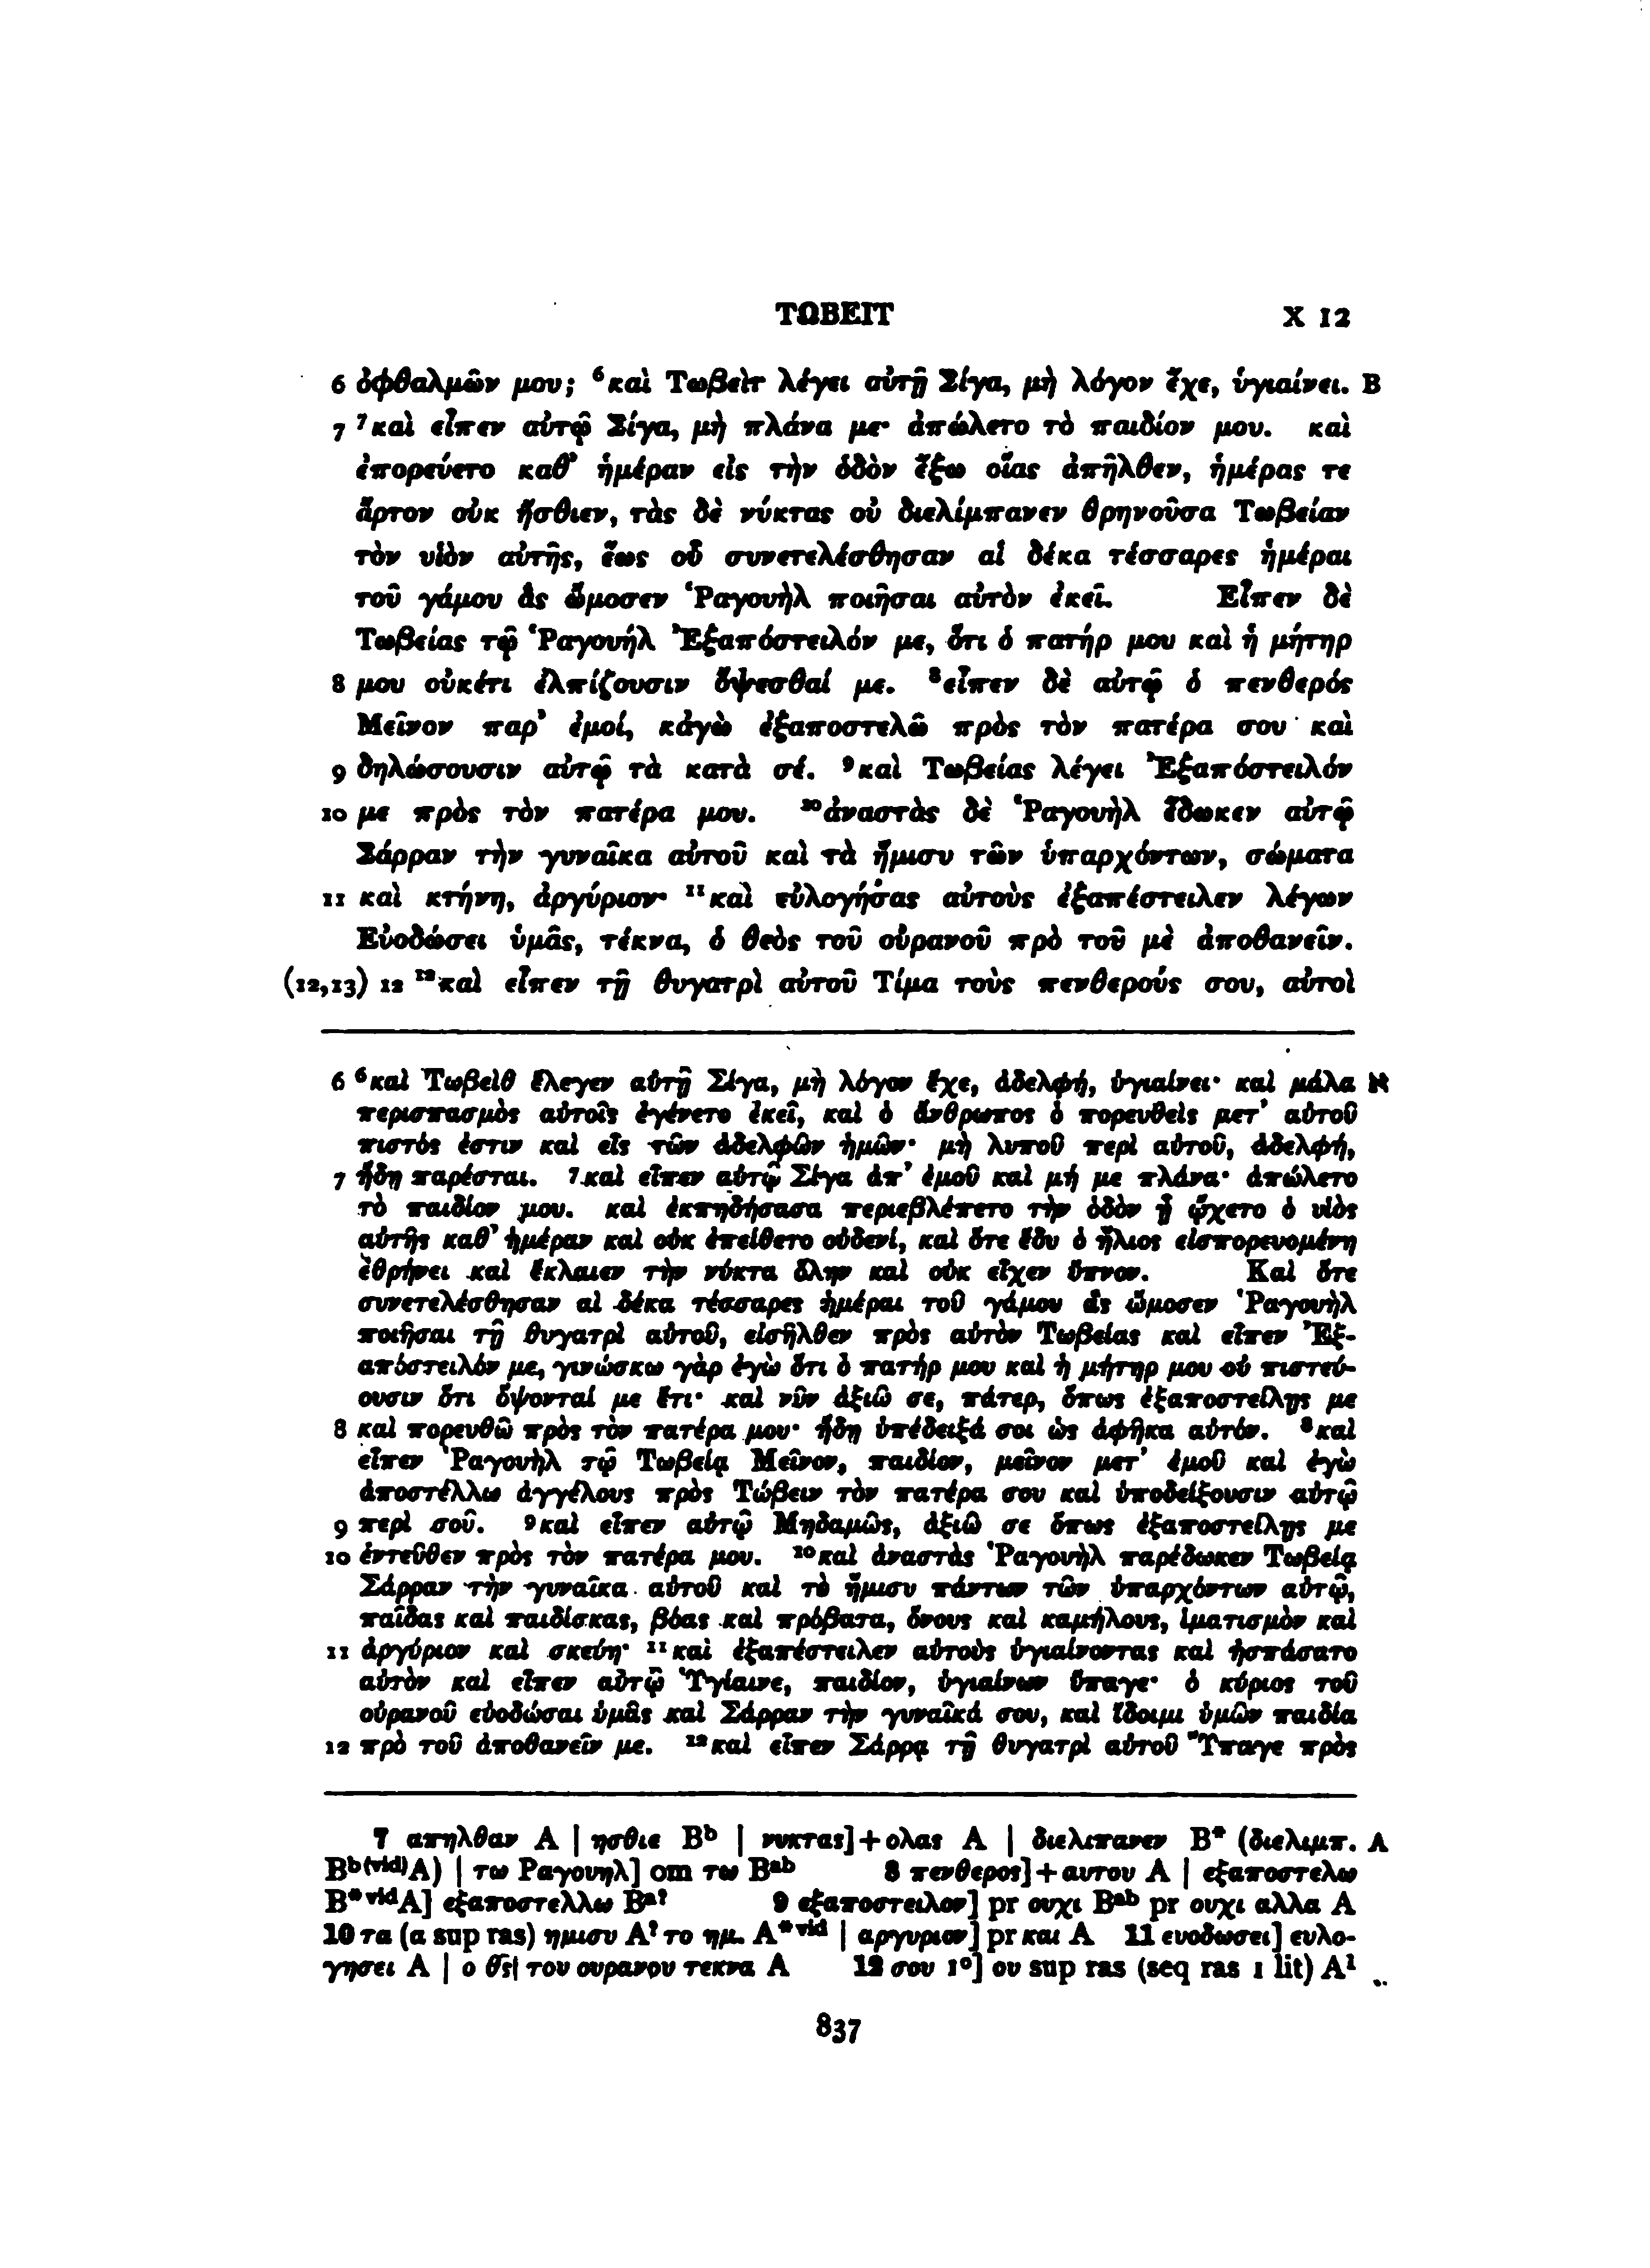 ΤΩΒΕΙΤ X 12
6 ὀφθαλμῶν μου; ⁶καὶ Τωβεὶτ λέγει αὐτῇ Σίγα, μὴ λόγον ἔχε, ὑγιαίνει. B
7 ⁷καὶ εἶπεν αὐτῷ Σίγα, μὴ πλάνα με· ἀπώλετο τὸ παιδίον μου. καὶ
ἐπορεύετο καθ’ ἡμέραν εἰς τὴν ὁδὸν ἔξω οἵας ἀπῆλθεν, ἡμέρας τε
ἄρτον οὐκ ἤσθιεν, τὰς δὲ νύκτας οὐ διελίμπανεν θρηνοῦσα Τωβείαν
τὸν υἱὸν αὐτῆς, ἕως οὗ συνετελέσθησαν αἱ δέκα τέσσαρες ἡμέραι
τοῦ γάμου ἃς ὤμοσεν Ῥαγουὴλ ποιῆσαι αὐτὸν ἐκεῖ. Εἶπεν δὲ
Τωβείας τῷ Ῥαγουήλ Ἐξαπόστειλόν με, ὅτι ὁ πατήρ μου καὶ ἡ μήτηρ
8 μου οὐκέτι ἐλπίζουσιν ὄψεσθαί με. ⁸εἶπεν δὲ αὐτῷ ὁ πενθερός
Μεῖνον παρ’ ἐμοί, κἀγὼ ἐξαποστελῶ πρὸς τὸν πατέρα σου καὶ
9 δηλώσουσιν αὐτῷ τὰ κατὰ σέ. ⁹καὶ Τωβείας λέγει Ἐξαπόστειλόν
10 με πρὸς τὸν πατέρα μου. ¹⁰ἀναστὰς δὲ Ῥαγουὴλ ἔδωκεν αὐτῷ
Σάρραν τὴν γυναῖκα αὐτοῦ καὶ τὰ ἥμισυ τῶν ὑπαρχόντων, σώματα
11 καὶ κτήνη, ἀργύριον· ¹¹καὶ εὐλογήσας αὐτοὺς ἐξαπέστειλεν λέγων
Εὐοδώσει ὑμᾶς, τέκνα, ὁ θεὸς τοῦ οὐρανοῦ πρὸ τοῦ μὲ ἀποθανεῖν.
(12,13) 12 ¹²καὶ εἶπεν τῇ θυγατρὶ αὐτοῦ Τίμα τοὺς πενθερούς σου, αὐτοὶ
6 ⁶καὶ Τωβεὶθ ἔλεγεν αὐτῇ Σίγα, μὴ λόγον ἔχε, ἀδελφή, ὑγιαίνει· καὶ μάλα א
περισπασμὸς αὐτοῖς ἐγένετο ἐκεῖ, καὶ ὁ ἄνθρωπος ὁ πορευθεὶς μετ’ αὐτοῦ
πιστός ἐστιν καὶ εἷς τῶν ἀδελφῶν ἡμῶν· μὴ λυποῦ περὶ αὐτοῦ, ἀδελφή,
7 ἤδη παρέσται. ⁷καὶ εἶπεν αὐτῷ Σίγα ἀπ’ ἐμοῦ καὶ μή με πλάνα· ἀπώλετο
τὸ παιδίον μου. καὶ ἐκπηδήσασα περιεβλέπετο τὴν ὁδὸν ᾗ ᾤχετο ὁ υἱὸς
αὐτῆς καθ’ ἡμέραν καὶ οὐκ ἐπείθετο οὐδενί, καὶ ὅτε ἔδυ ὁ ἥλιος εἰσπορευομένη
ἐθρήνει καὶ ἔκλαιεν τὴν νύκτα ὅλην καὶ οὐκ εἶχεν ὕπνον. Καὶ ὅτε
συνετελέσθησαν αἱ δέκα τέσσαρες ἡμέραι τοῦ γάμου ἃς ὤμοσεν Ῥαγουὴλ
ποιῆσαι τῇ θυγατρὶ αὐτοῦ, εἰσῆλθεν πρὸς αὐτὸν Τωβείας καὶ εἶπεν Ἐξ-
απόστειλόν με, γινώσκω γὰρ ἐγὼ ὅτι ὁ πατήρ μου καὶ ἡ μήτηρ μου οὐ πιστεύ-
ουσιν ὅτι ὄψονταί με ἔτι· καὶ νῦν ἀξιῶ σε, πάτερ, ὅπως ἐξαποστείλῃς με
8 καὶ πορευθῶ πρὸς τὸν πατέρα μου· ἤδη ὑπέδειξά σοι ὡς ἀφῆκα αὐτόν. ⁸καὶ
εἶπεν Ῥαγουὴλ τῷ Τωβείᾳ Μεῖνον, παιδίον, μεῖνον μετ’ ἐμοῦ καὶ ἐγὼ
ἀποστέλλω ἀγγέλους πρὸς Τώβειν τὸν πατέρα σου καὶ ὑποδείξουσιν αὐτῷ
9 περὶ σοῦ. ⁹καὶ εἶπεν αὐτῷ Μηδαμῶς, ἀξιῶ σε ὅπως ἐξαποστείλῃς με
10 ἐντεῦθεν πρὸς τὸν πατέρα μου. ¹⁰καὶ ἀναστὰς Ῥαγουὴλ παρέδωκεν Τωβείᾳ
Σάρραν τὴν γυναῖκα αὐτοῦ καὶ τὸ ἥμισυ πάντων τῶν ὑπαρχόντων αὐτῷ,
παῖδας καὶ παιδίσκας, βόας καὶ πρόβατα, ὄνους καὶ καμήλους, ἱματισμὸν καὶ
11 ἀργύριον καὶ σκεύη· ¹¹καὶ ἐξαπέστειλεν αὐτοὺς ὑγιαίνοντας καὶ ἠσπάσατο
αὐτὸν καὶ εἶπεν αὐτῷ Ὑγίαινε, παιδίον, ὑγιαίνων ὕπαγε· ὁ κύριος τοῦ
οὐρανοῦ εὐοδώσαι ὑμᾶς καὶ Σάρραν τὴν γυναῖκά σου, καὶ ἴδοιμι ὑμῶν παιδία
12 πρὸ τοῦ ἀποθανεῖν με. ¹²καὶ εἶπεν Σάρρᾳ τῇ θυγατρὶ αὐτοῦ Ὕπαγε πρὸς
7 απηλθαν A | ησθιε Bᵇ | νυκτας]+ολας A | διελιπανεν B* (διελιμπ. A
Bᵇ⁽ᵛⁱᵈ⁾A) | τω Ραγουηλ] om τω Bᵃᵇ 8 πενθερος]+αυτου A | εξαποστελω
B*ᵛⁱᵈA] εξαποστελλω Bᵃ? 9 εξαποστειλον] pr ουχι Bᵃᵇ pr ουχι αλλα A
10 τα (α sup ras) ημισυ A? το ημ. A*ᵛⁱᵈ | αργυριον] pr και A 11 ευοδωσει] ευλο-
γησει A | ο θς| του ουρανου τεκνα A 12 σου 1°] ου sup ras (seq ras 1 lit) A¹
837